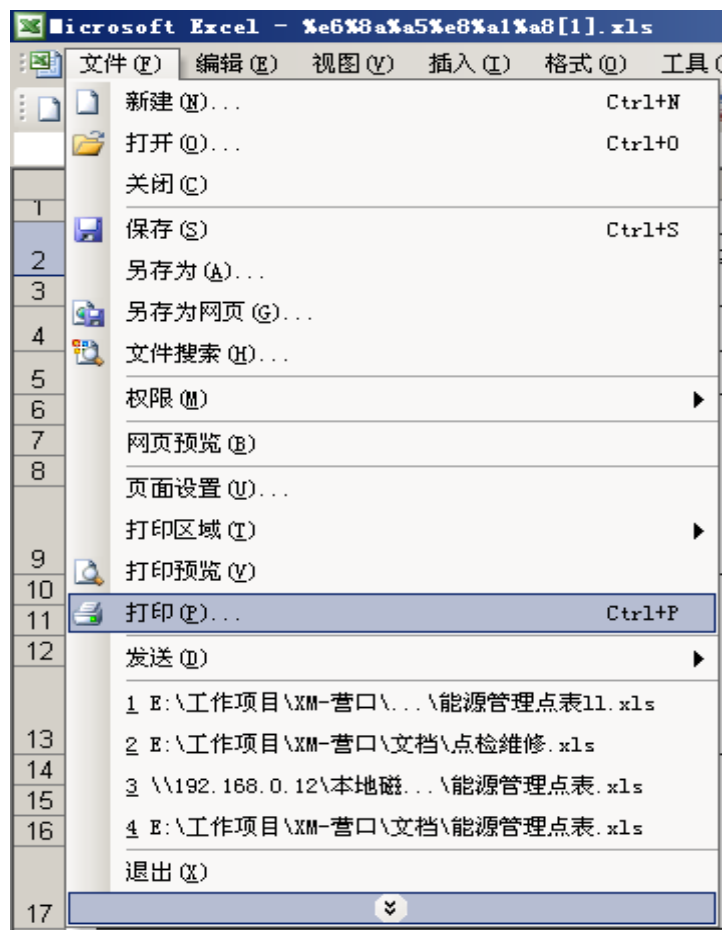 Microsoft Excel - %e6%8a%a5%e8%a1%a8[1].xls
文件(F) 编辑(E) 视图(V) 插入(I) 格式(O) 工具(
新建(N)... Ctrl+N
打开(O)... Ctrl+O
关闭(C)
1
保存(S) Ctrl+S
2
另存为(A)...
3
另存为网页(G)...
4
文件搜索(H)...
5
权限(M)
6
7
网页预览(B)
8
页面设置(U)...
打印区域(T)
9
打印预览(V)
10
打印(P)... Ctrl+P
11
12
发送(D)
1 E:\工作项目\XM-营口\...\能源管理点表ll.xls
13
2 E:\工作项目\XM-营口\文档\点检維修.xls
14
3 \\192.168.0.12\本地磁...\能源管理点表.xls
15
4 E:\工作项目\XM-营口\文档\能源管理点表.xls
16
退出(X)
17